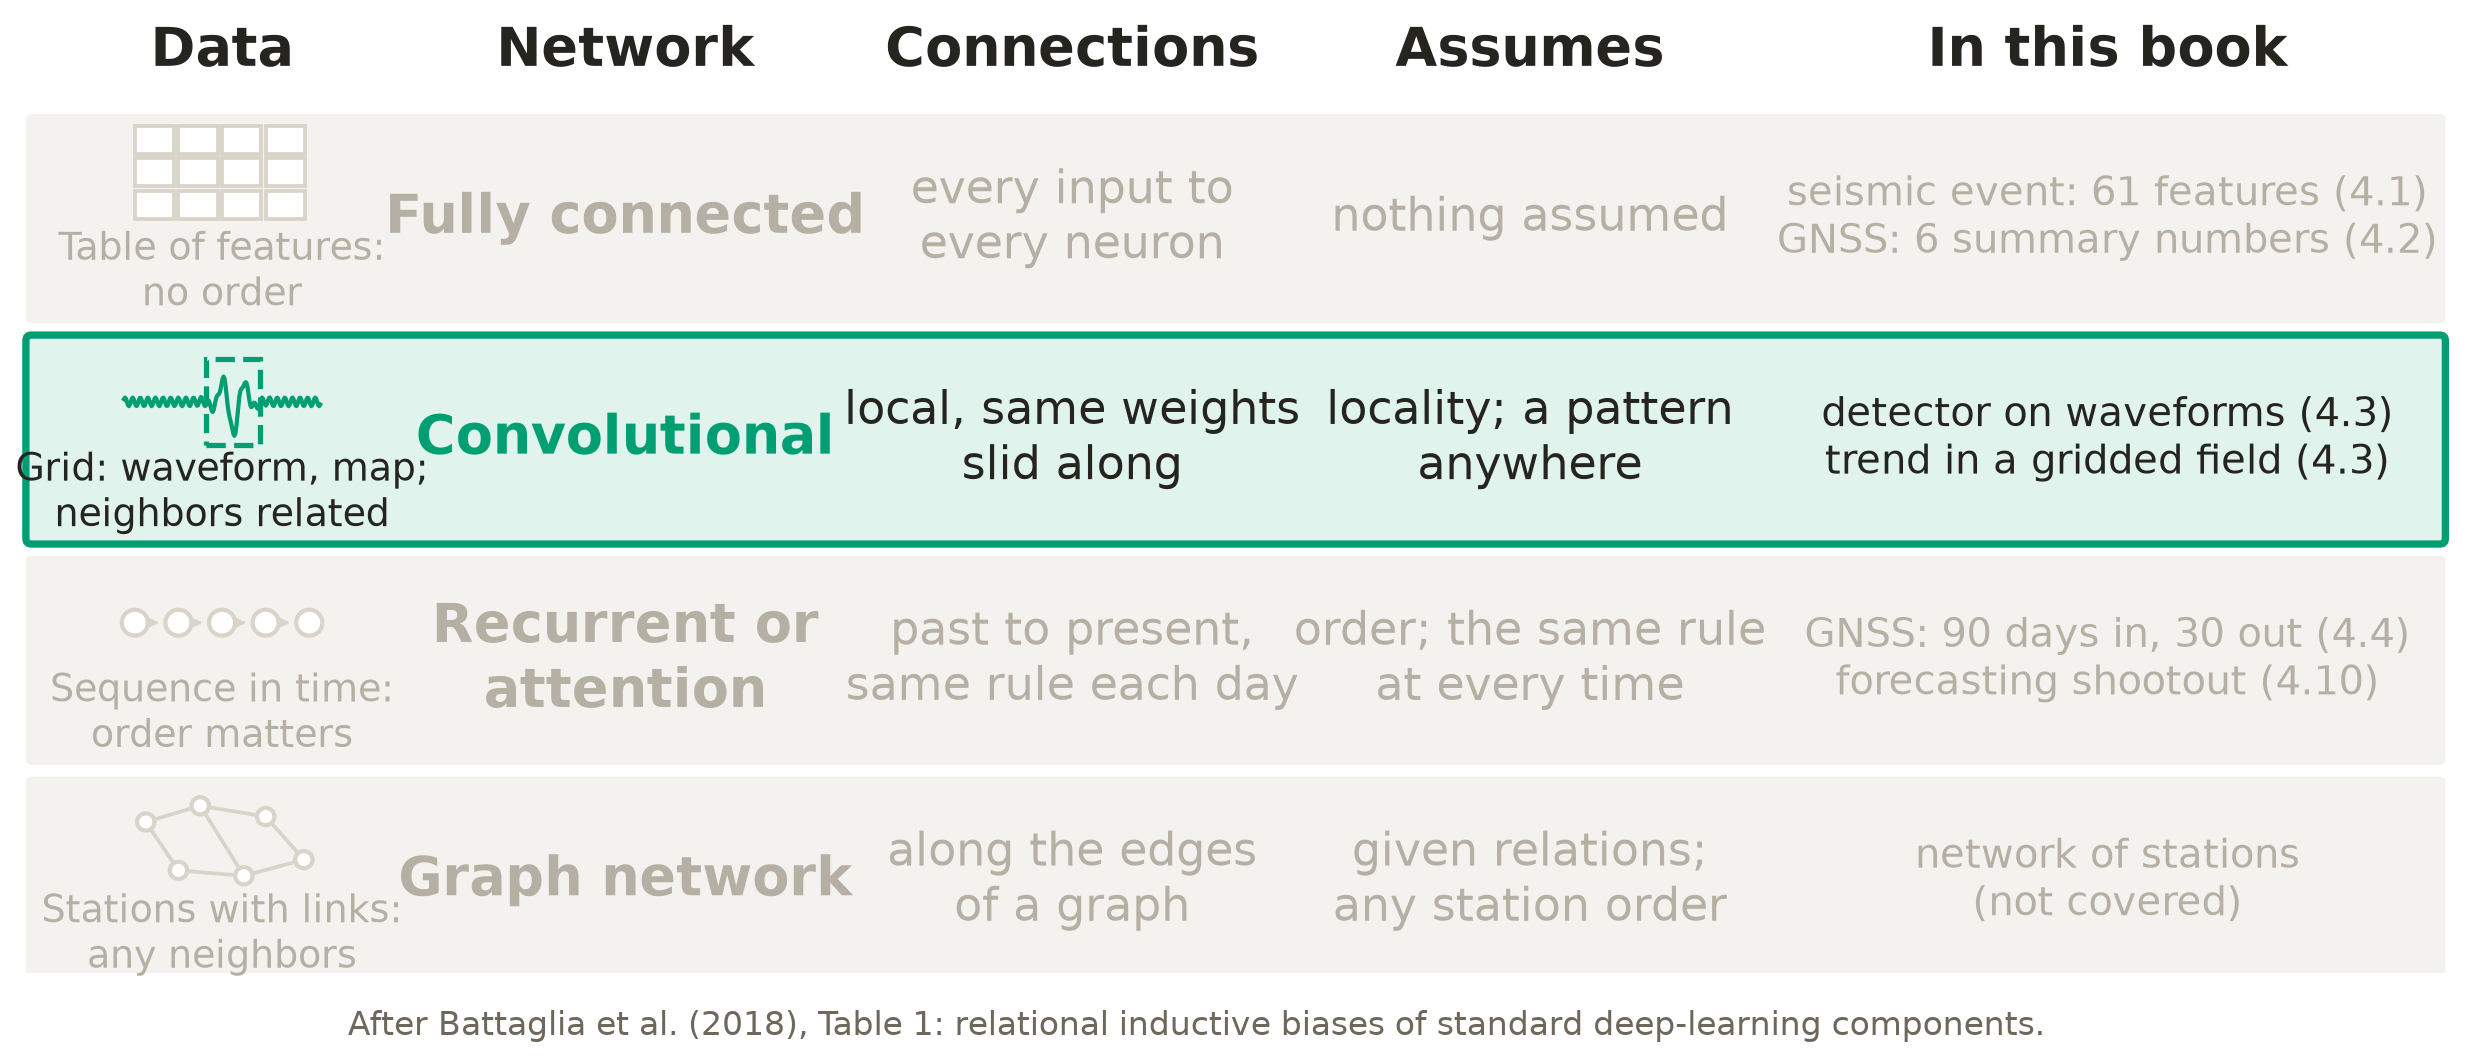 Data Network Connections Assumes In this book
Table of features:
no order
Fully connected
every input to
every neuron
nothing assumed
seismic event: 61 features (4.1)
GNSS: 6 summary numbers (4.2)
Grid: waveform, map;
neighbors related
Convolutional
local, same weights
slid along
locality; a pattern
anywhere
detector on waveforms (4.3)
trend in a gridded field (4.3)
Sequence in time:
order matters
Recurrent or
attention
past to present,
same rule each day
order; the same rule
at every time
GNSS: 90 days in, 30 out (4.4)
forecasting shootout (4.10)
Stations with links:
any neighbors
Graph network
along the edges
of a graph
given relations;
any station order
network of stations
(not covered)
After Battaglia et al. (2018), Table 1: relational inductive biases of standard deep-learning components.